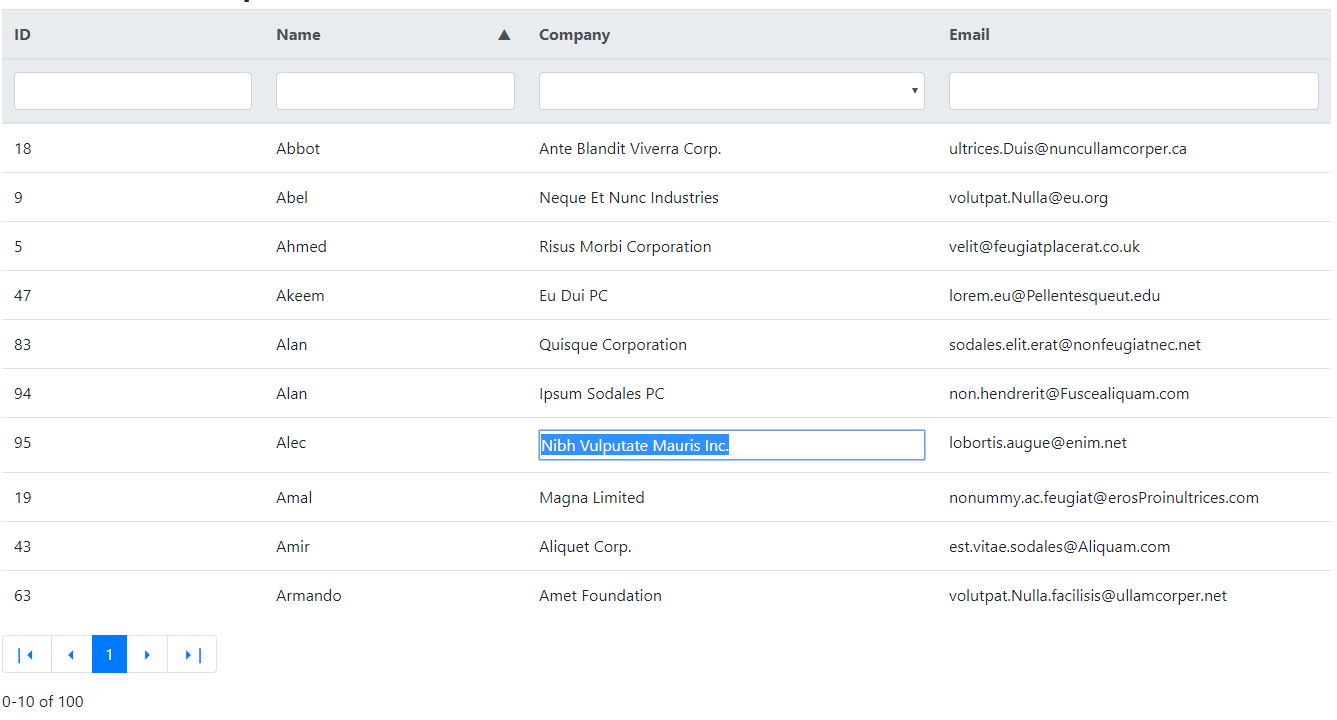 ID Name ▲ Company Email
18 Abbot Ante Blandit Viverra Corp. ultrices.Duis@nuncullamcorper.ca
9 Abel Neque Et Nunc Industries volutpat.Nulla@eu.org
5 Ahmed Risus Morbi Corporation velit@feugiatplacerat.co.uk
47 Akeem Eu Dui PC lorem.eu@Pellentesqueut.edu
83 Alan Quisque Corporation sodales.elit.erat@nonfeugiatnec.net
94 Alan Ipsum Sodales PC non.hendrerit@Fuscealiquam.com
95 Alec Nibh Vulputate Mauris Inc. lobortis.augue@enim.net
19 Amal Magna Limited nonummy.ac.feugiat@erosProinultrices.com
43 Amir Aliquet Corp. est.vitae.sodales@Aliquam.com
63 Armando Amet Foundation volutpat.Nulla.facilisis@ullamcorper.net
1
0-10 of 100